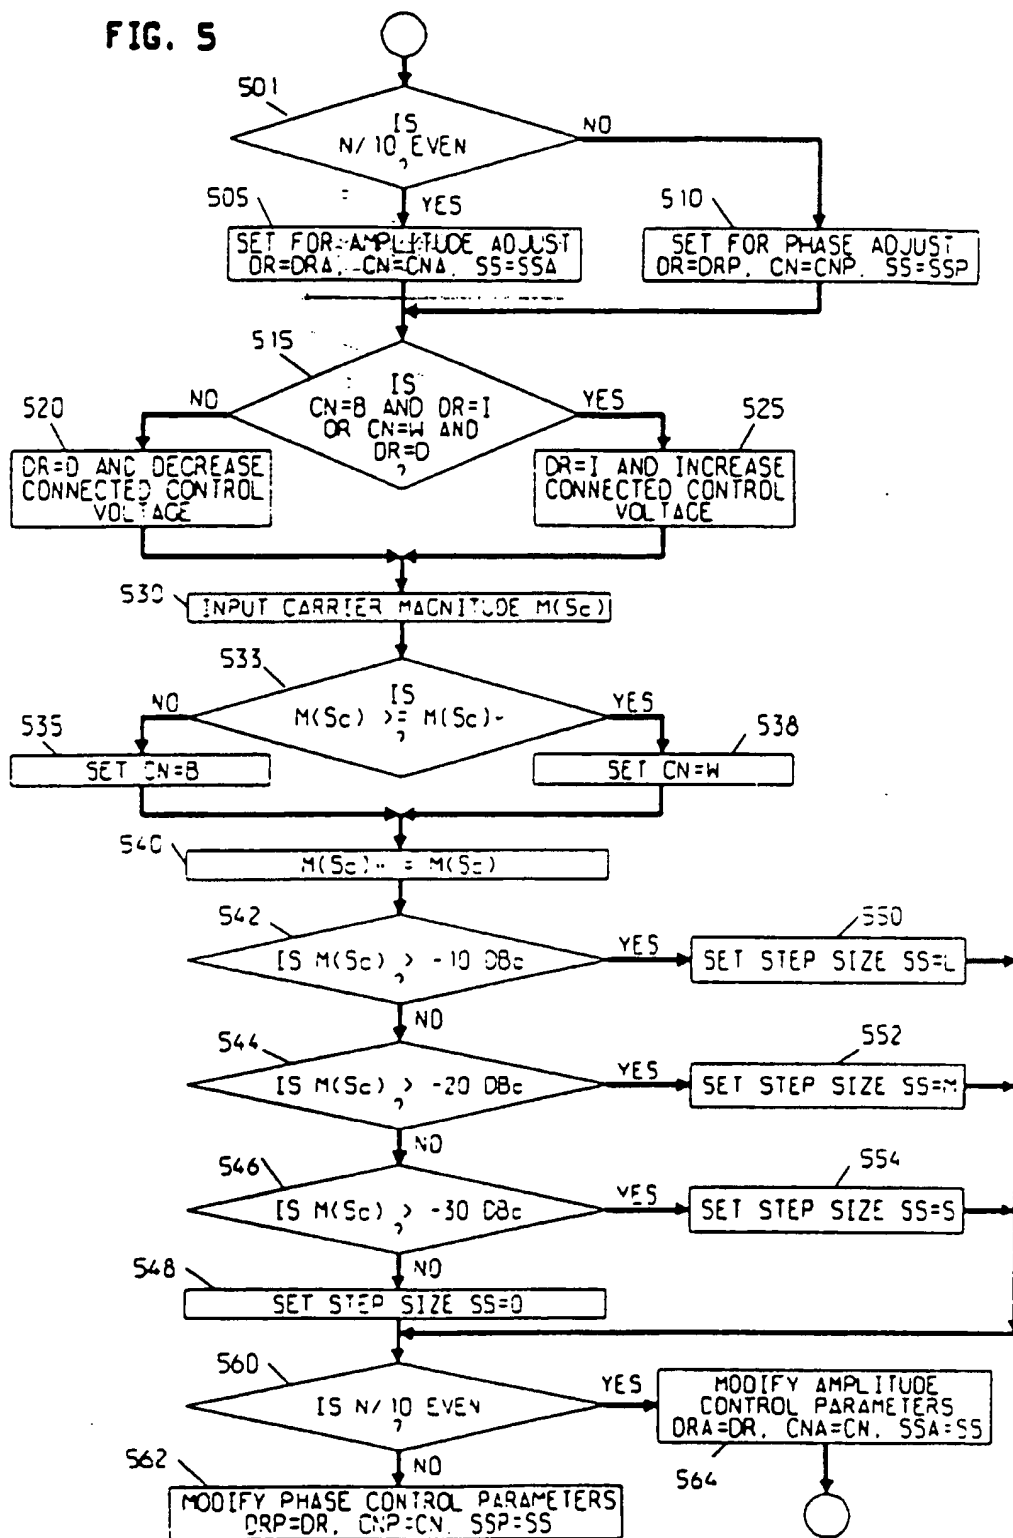 FIG. 5
501
IS
N/10 EVEN
?
NO
YES
505
SET FOR AMPLITUDE ADJUST
DR=DRA, CN=CNA, SS=SSA
510
SET FOR PHASE ADJUST
DR=DRP, CN=CNP, SS=SSP
515
IS
CN=B AND DR=I
OR CN=W AND
DR=D
?
NO
YES
520
DR=D AND DECREASE
CONNECTED CONTROL
VOLTAGE
525
DR=I AND INCREASE
CONNECTED CONTROL
VOLTAGE
530
INPUT CARRIER MAGNITUDE M(Sc)
533
IS
M(Sc) >= M(Sc)-
?
NO
YES
535
SET CN=B
538
SET CN=W
540
M(Sc)- = M(Sc)
542
IS M(Sc) > -10 DBc
?
YES
NO
550
SET STEP SIZE SS=L
544
IS M(Sc) > -20 DBc
?
YES
NO
552
SET STEP SIZE SS=M
546
IS M(Sc) > -30 DBc
?
YES
NO
554
SET STEP SIZE SS=S
548
SET STEP SIZE SS=0
560
IS N/10 EVEN
?
YES
NO
MODIFY AMPLITUDE
CONTROL PARAMETERS
DRA=DR, CNA=CN, SSA=SS
564
562
MODIFY PHASE CONTROL PARAMETERS
DRP=DR, CNP=CN, SSP=SS